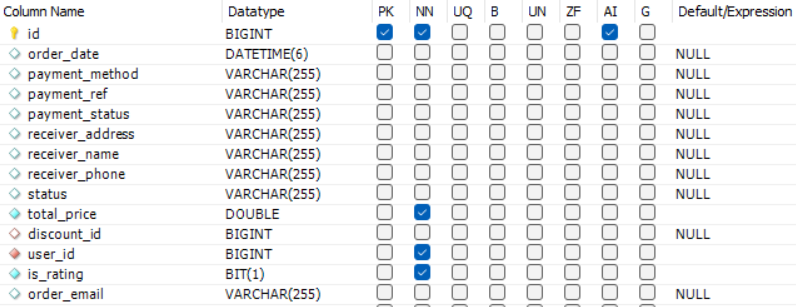 Column Name Datatype PK NN UQ B UN ZF AI G Default/Expression
id BIGINT
order_date DATETIME(6) NULL
payment_method VARCHAR(255) NULL
payment_ref VARCHAR(255) NULL
payment_status VARCHAR(255) NULL
receiver_address VARCHAR(255) NULL
receiver_name VARCHAR(255) NULL
receiver_phone VARCHAR(255) NULL
status VARCHAR(255) NULL
total_price DOUBLE
discount_id BIGINT NULL
user_id BIGINT
is_rating BIT(1)
order_email VARCHAR(255) NULL